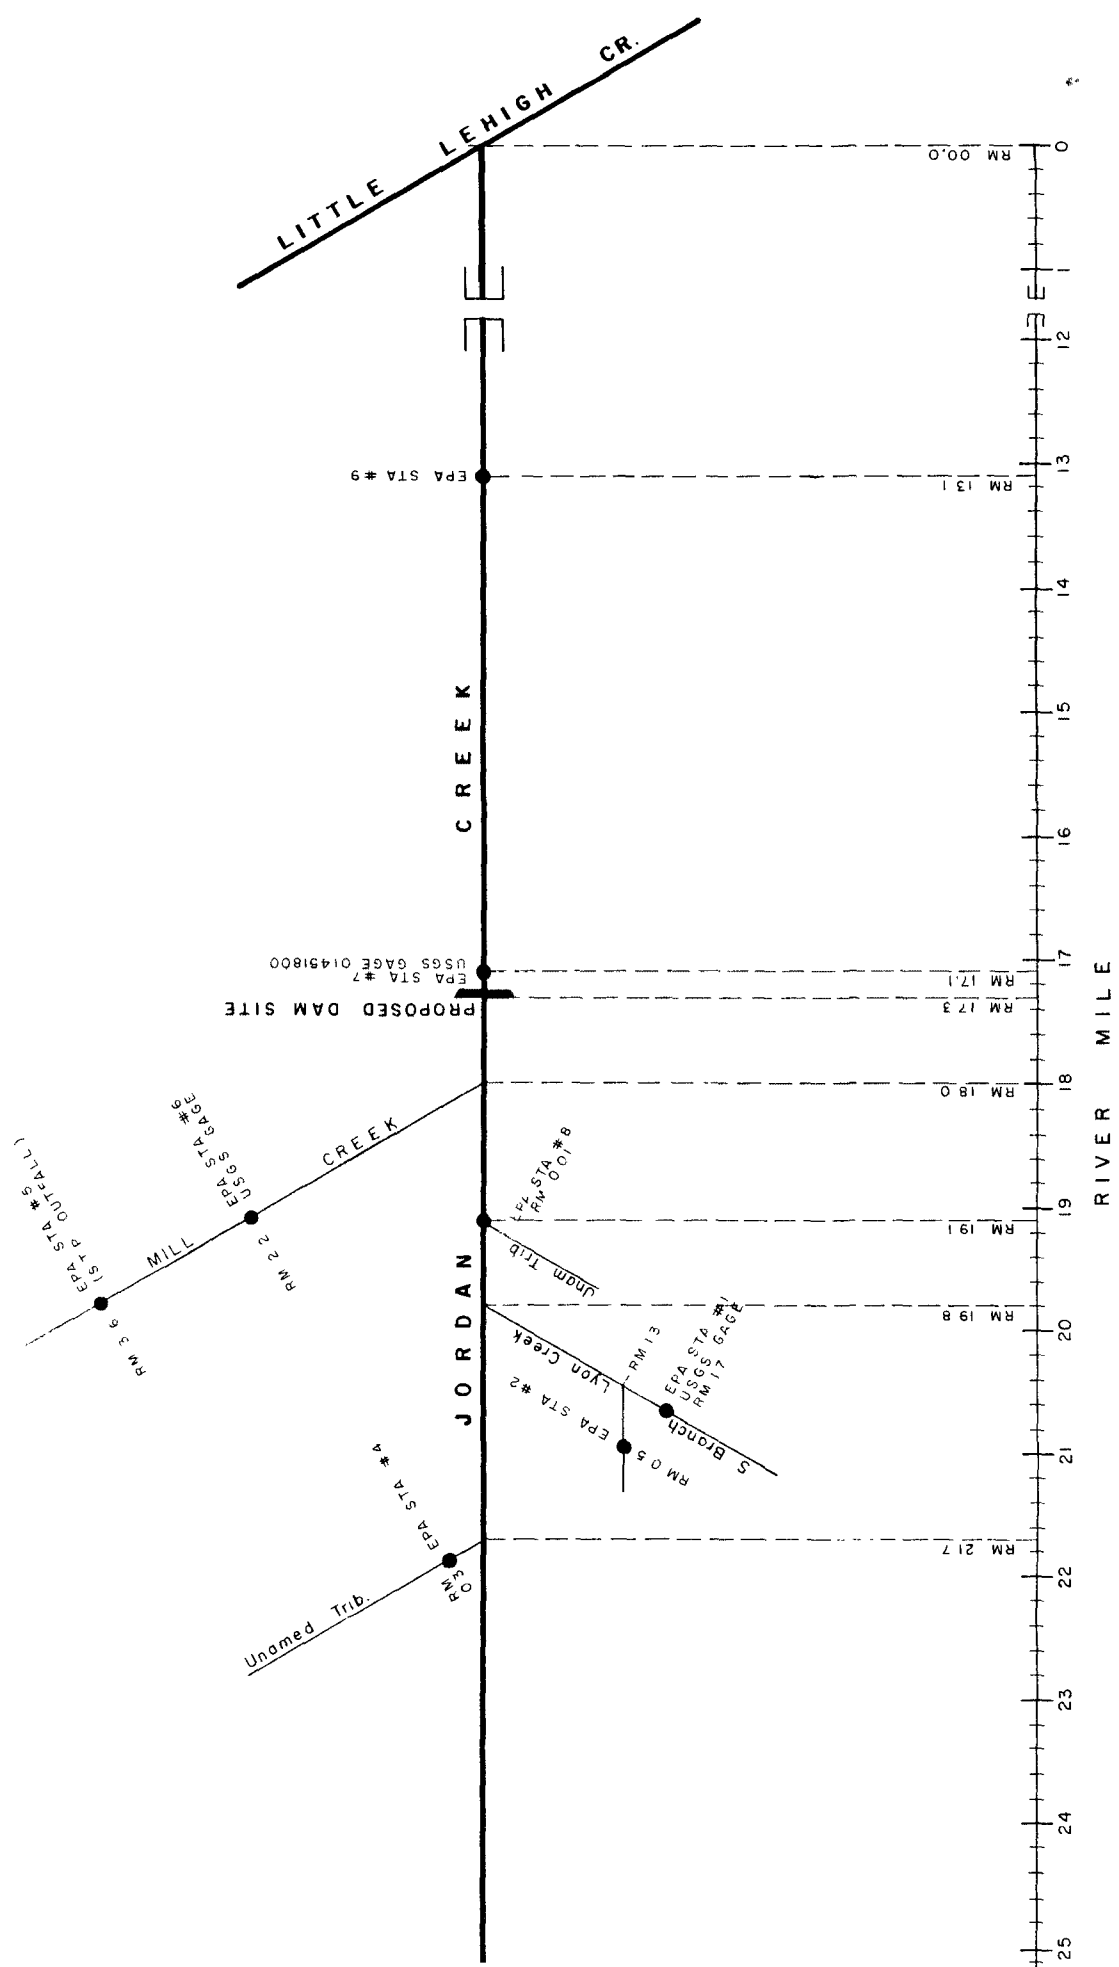 LITTLE LEHIGH CR.
RM 00.0
0
1
12
13
EPA STA #9
RM 13.1
14
15
16
17
JORDAN CREEK
USGS GAGE 01451800
EPA STA #7
RM 17.1
PROPOSED DAM SITE
RM 17.3
RM 18.0
18
MILL CREEK
EPA STA #6
USGS GAGE
RM 2 2
EPA STA #5
(S T P OUTFALL)
RM 3 6
STA #8
RM 0.01
Unam Trib
RM 19.1
19
RM 19.8
20
Lyon Creek
RM 1 3
EPA STA #1
USGS GAGE
RM 1 7
S Branch
EPA STA #2
RM 0 5
21
EPA STA #4
RM 0 3
Unamed Trib.
RM 21.7
22
23
24
25
RIVER MILE